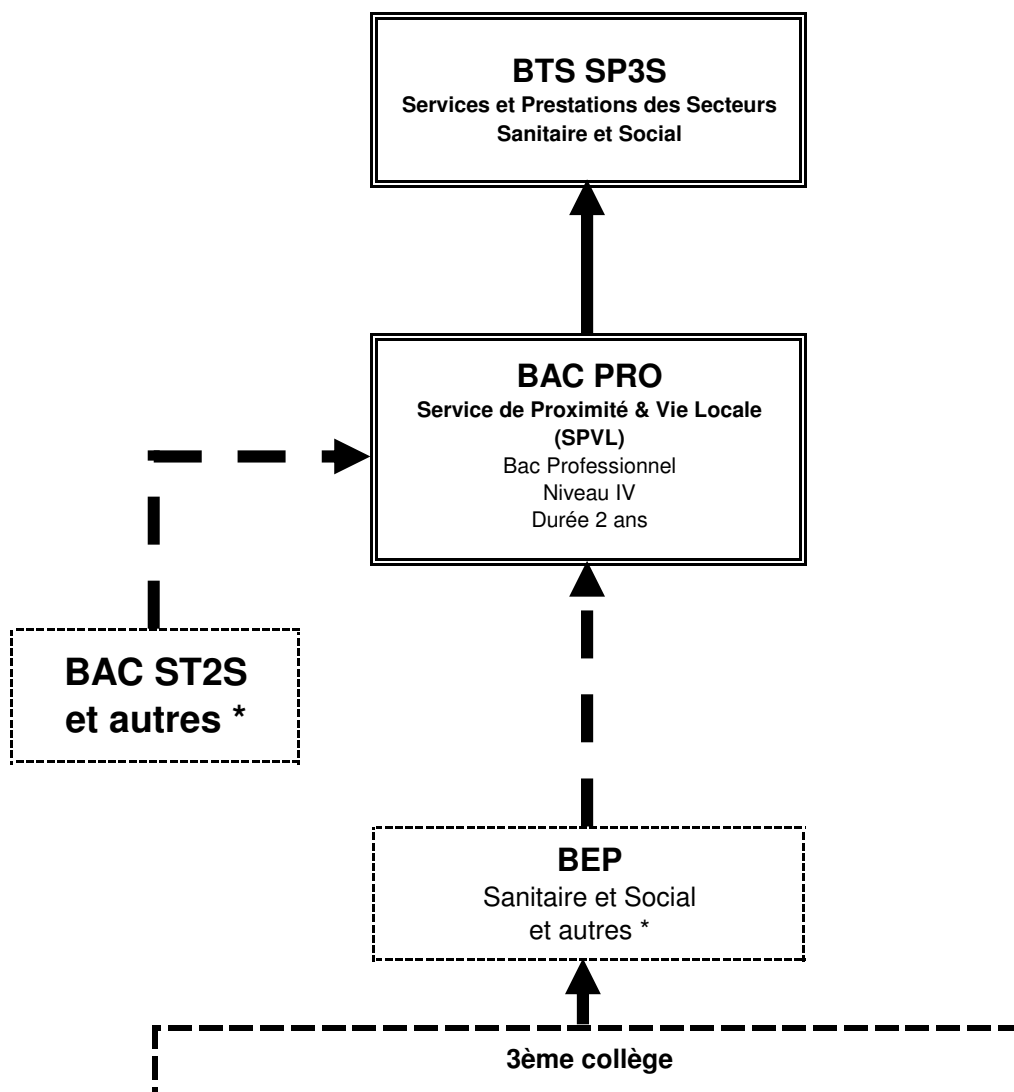 BTS SP3S
Services et Prestations des Secteurs
Sanitaire et Social
BAC PRO
Service de Proximité & Vie Locale
(SPVL)
Bac Professionnel
Niveau IV
Durée 2 ans
BAC ST2S
et autres *
BEP
Sanitaire et Social
et autres *
3ème collège